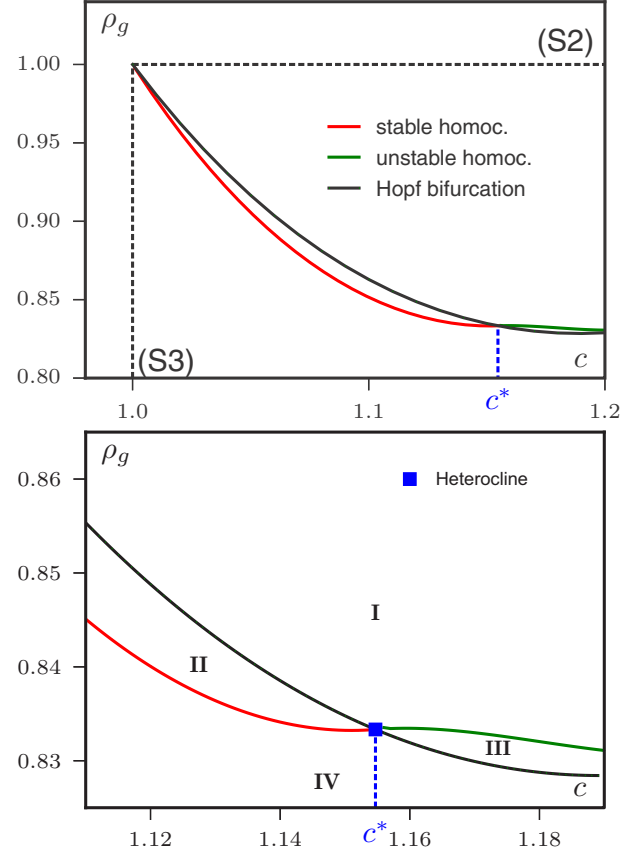 ρg
1.00
(S2)
0.95
stable homoc.
unstable homoc.
0.90
Hopf bifurcation
0.85
(S3)
c
0.80
1.0
1.1
c*
1.2
ρg
0.86
Heterocline
0.85
I
0.84
II
0.83
III
IV
c
1.12
1.14
c*
1.16
1.18